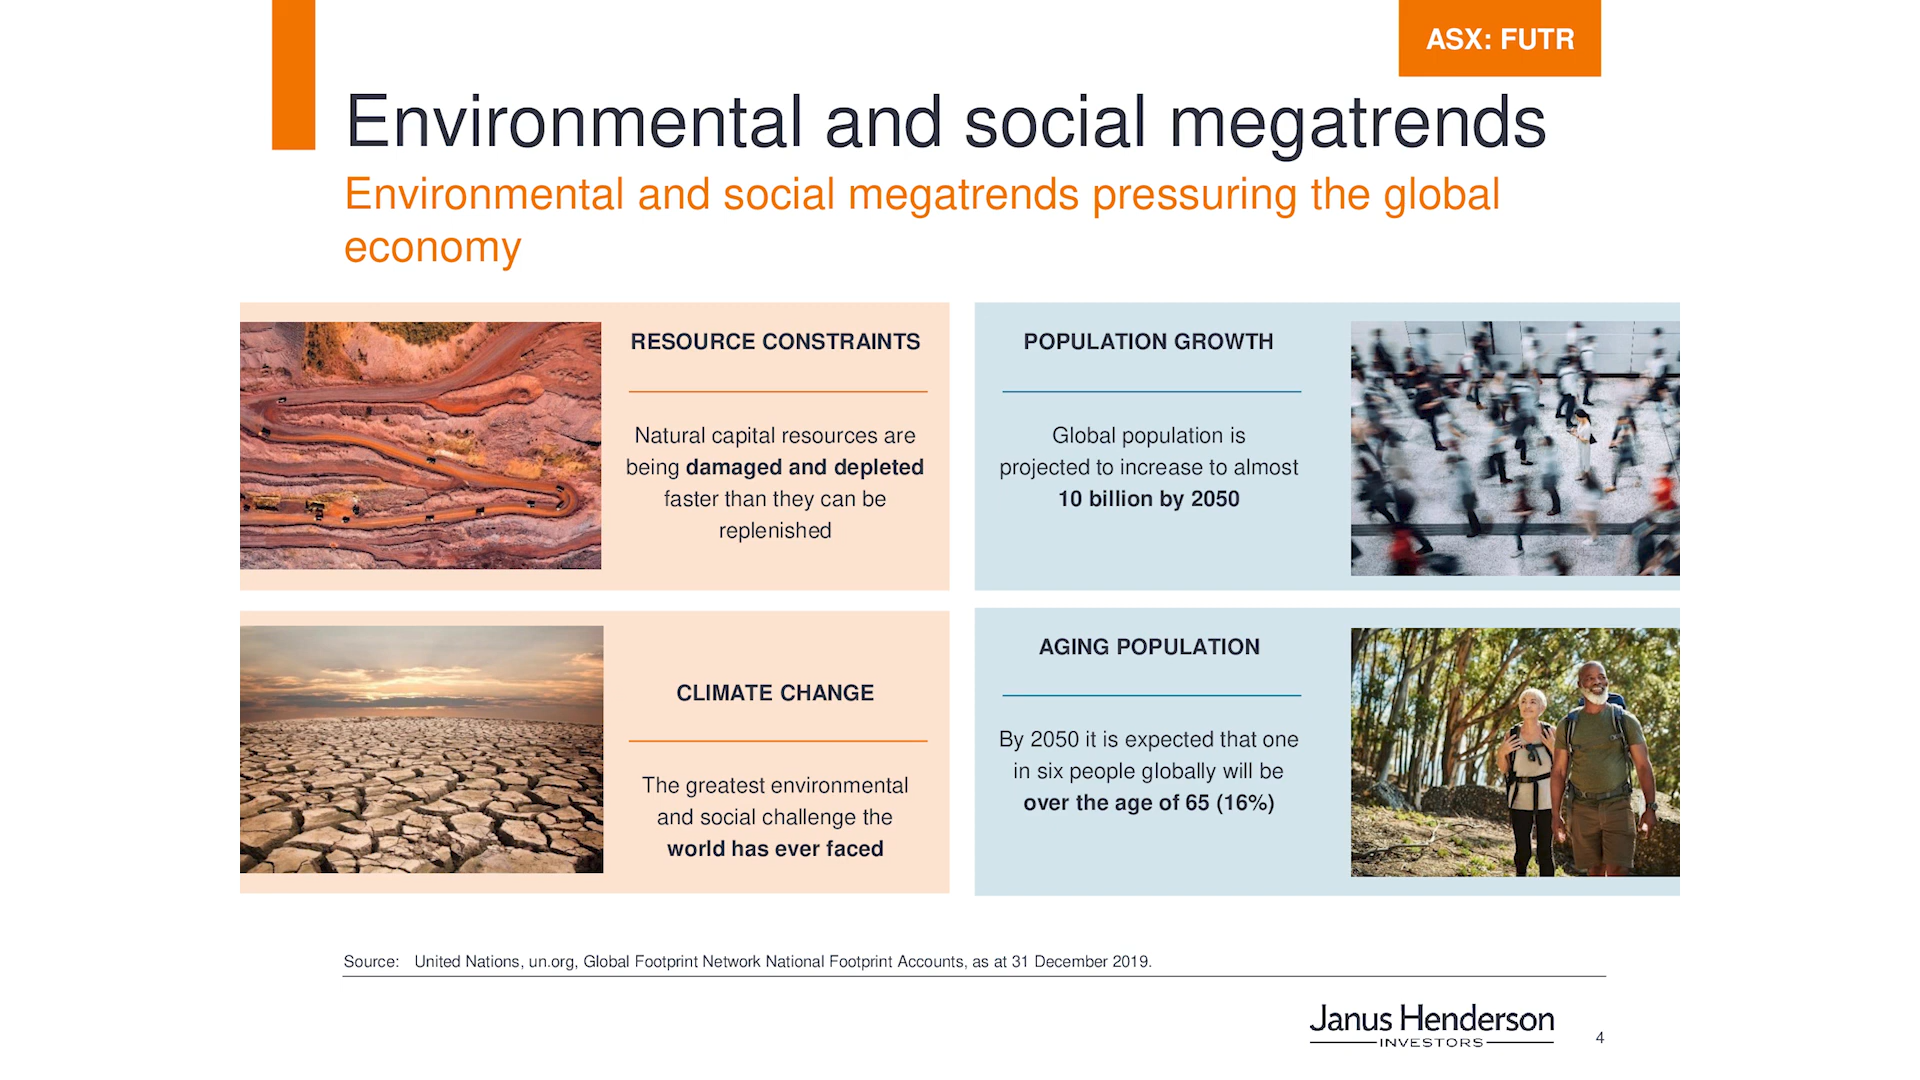 ASX: FUTR
Environmental and social megatrends
Environmental and social megatrends pressuring the global
economy
RESOURCE CONSTRAINTS
Natural capital resources are
being damaged and depleted
faster than they can be
replenished
POPULATION GROWTH
Global population is
projected to increase to almost
10 billion by 2050
CLIMATE CHANGE
The greatest environmental
and social challenge the
world has ever faced
AGING POPULATION
By 2050 it is expected that one
in six people globally will be
over the age of 65 (16%)
Source: United Nations, un.org, Global Footprint Network National Footprint Accounts, as at 31 December 2019.
Janus Henderson
INVESTORS
4